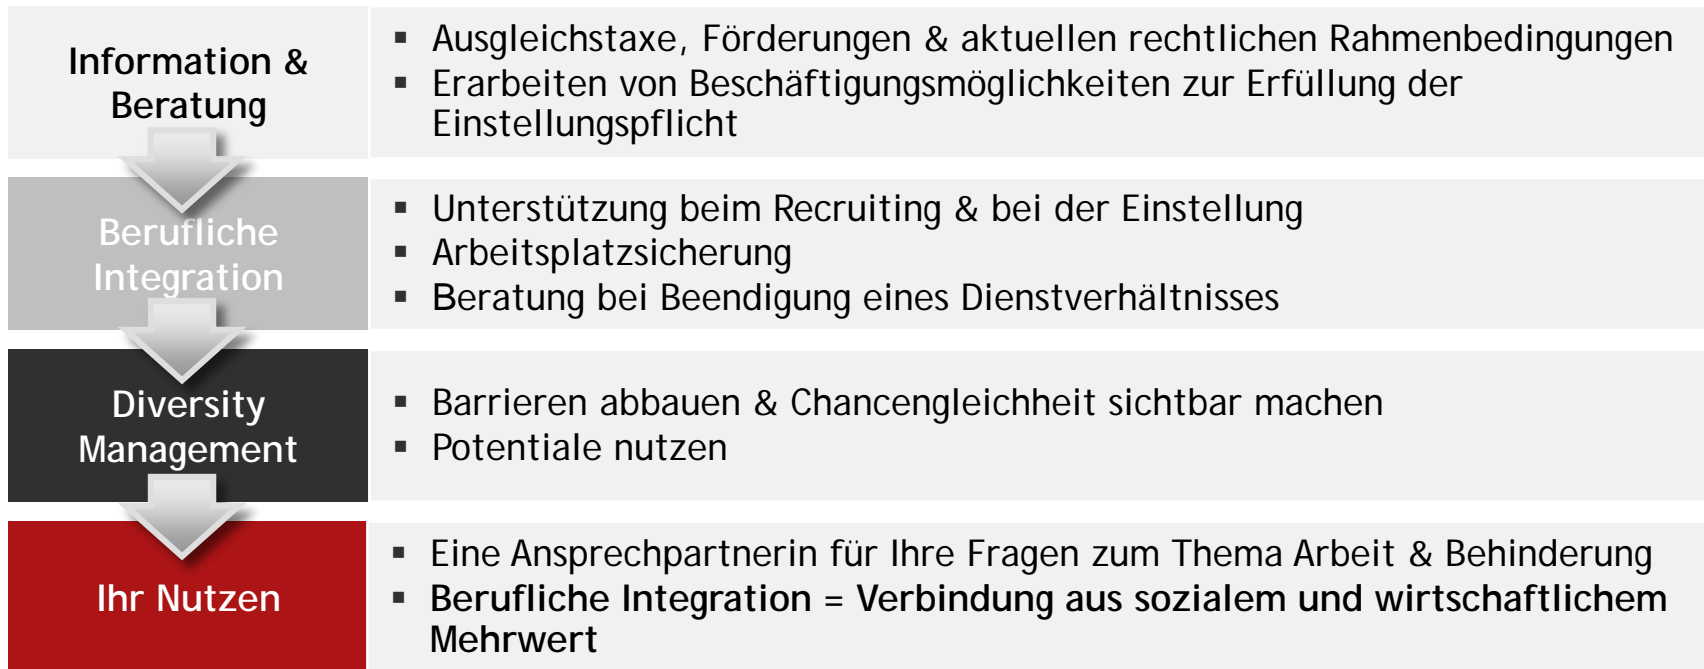 Information &
Beratung
▪ Ausgleichstaxe, Förderungen & aktuellen rechtlichen Rahmenbedingungen
▪ Erarbeiten von Beschäftigungsmöglichkeiten zur Erfüllung der
Einstellungspflicht
Berufliche
Integration
▪ Unterstützung beim Recruiting & bei der Einstellung
▪ Arbeitsplatzsicherung
▪ Beratung bei Beendigung eines Dienstverhältnisses
Diversity
Management
▪ Barrieren abbauen & Chancengleichheit sichtbar machen
▪ Potentiale nutzen
Ihr Nutzen
▪ Eine Ansprechpartnerin für Ihre Fragen zum Thema Arbeit & Behinderung
▪ Berufliche Integration = Verbindung aus sozialem und wirtschaftlichem
Mehrwert